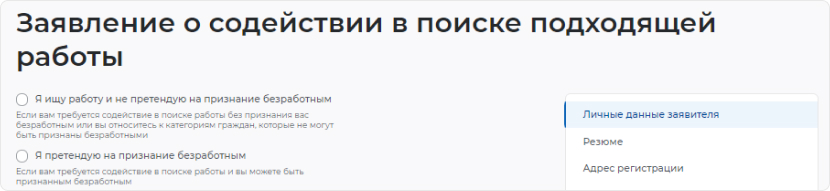 Заявление о содействии в поиске подходящей
работы
Я ищу работу и не претендую на признание безработным
Если вам требуется содействие в поиске работы без признания вас
безработным или вы относитесь к категориям граждан, которые не могут
быть признаны безработными
Я претендую на признание безработным
Если вам требуется содействие в поиске работы и вы можете быть
признанным безработным
Личные данные заявителя
Резюме
Адрес регистрации